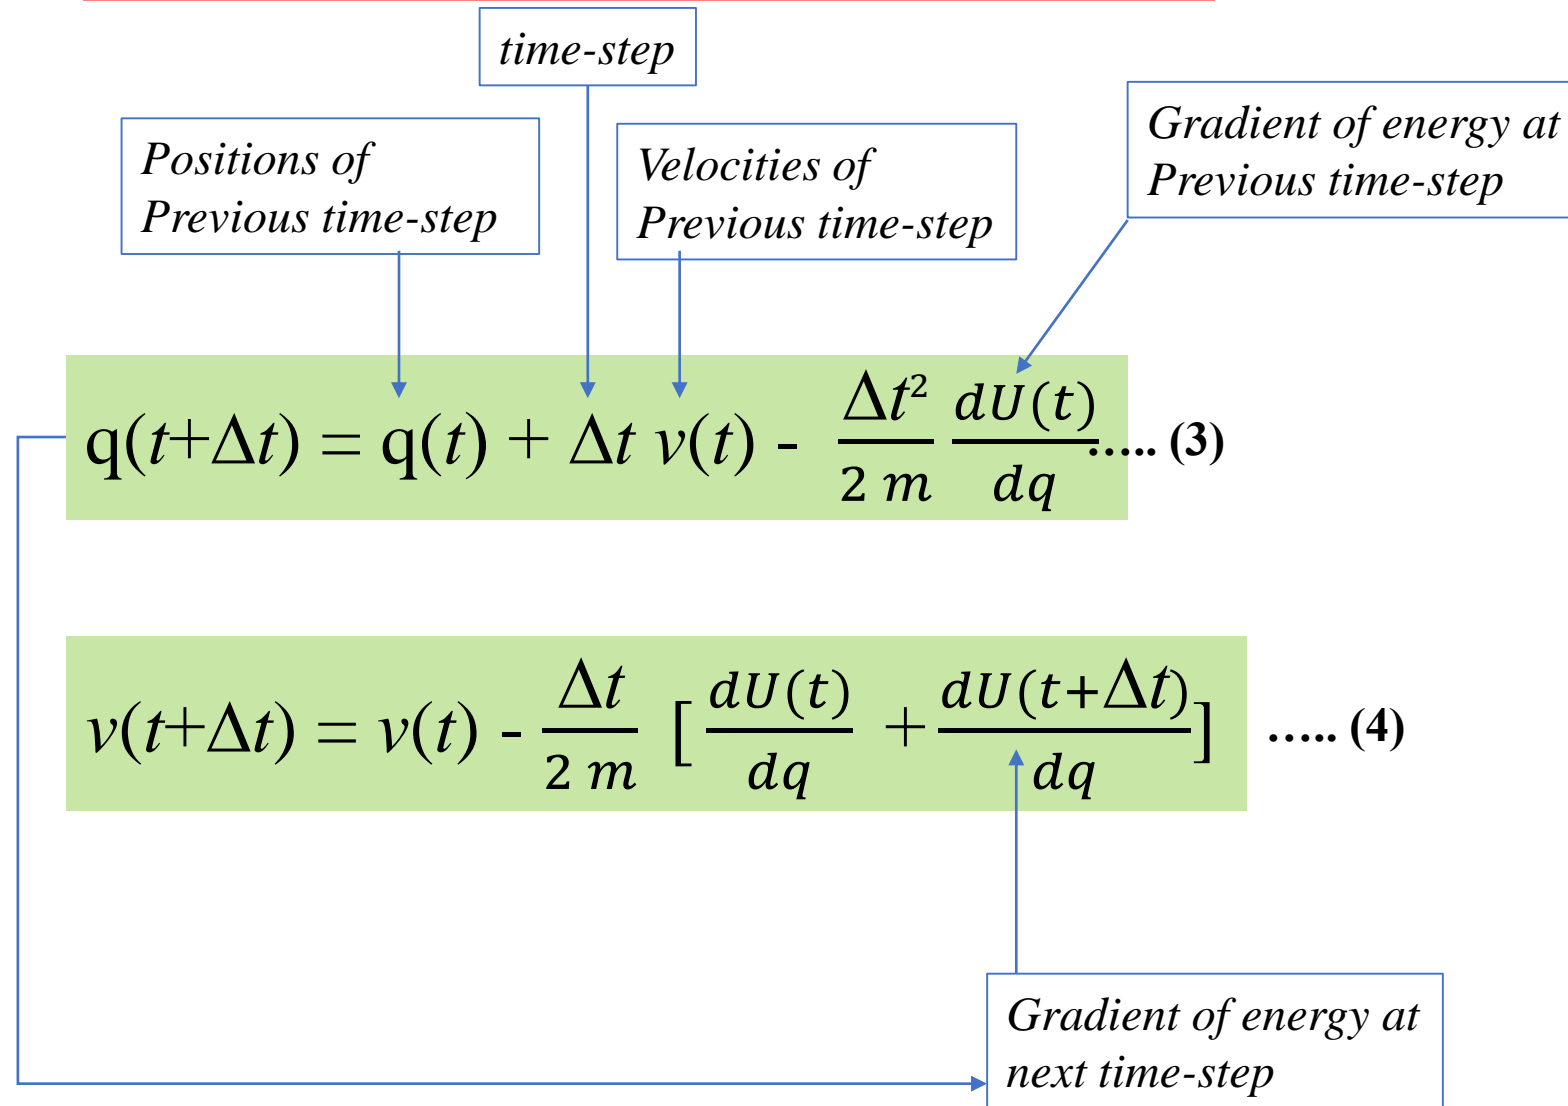 time-step
Gradient of energy at
Previous time-step
Positions of
Previous time-step
Velocities of
Previous time-step
q(t+Δt) = q(t) + Δt v(t) - Δt²/2 m dU(t)/dq ..... (3)
v(t+Δt) = v(t) - Δt/2 m [dU(t)/dq + dU(t+Δt)/dq] ..... (4)
Gradient of energy at
next time-step